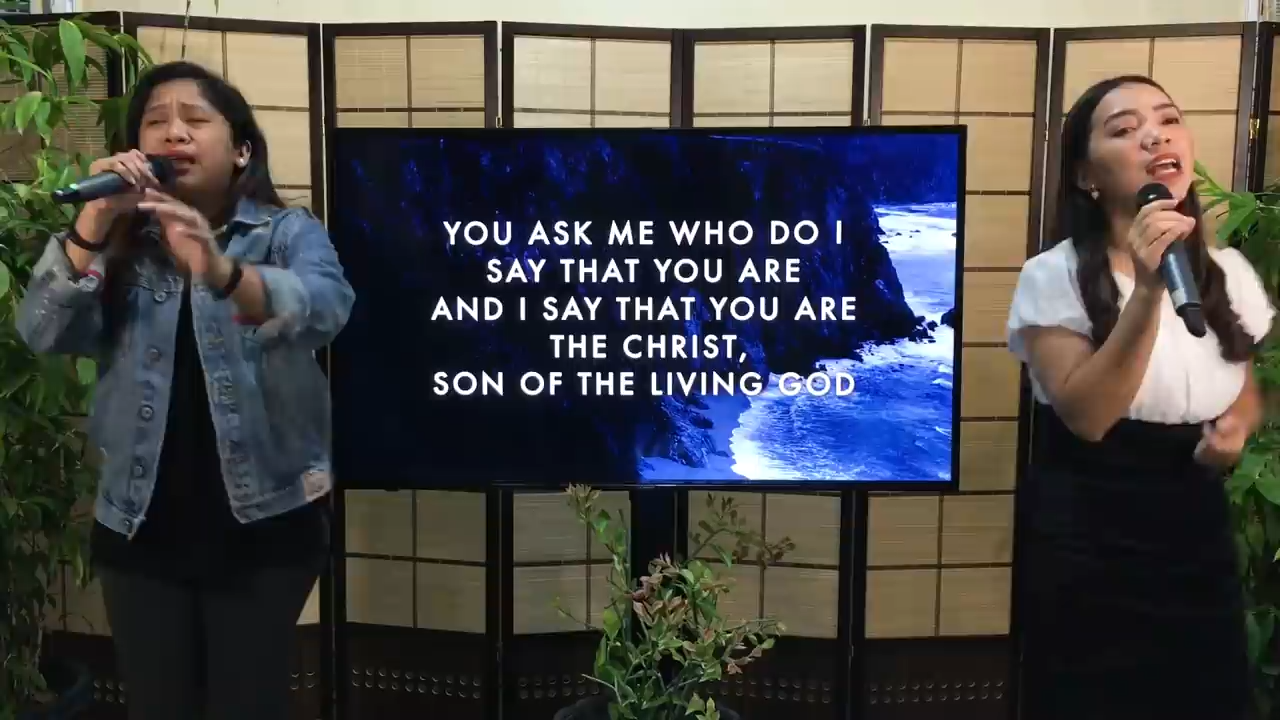 YOU ASK ME WHO DO I
SAY THAT YOU ARE
AND I SAY THAT YOU ARE
THE CHRIST,
SON OF THE LIVING GOD